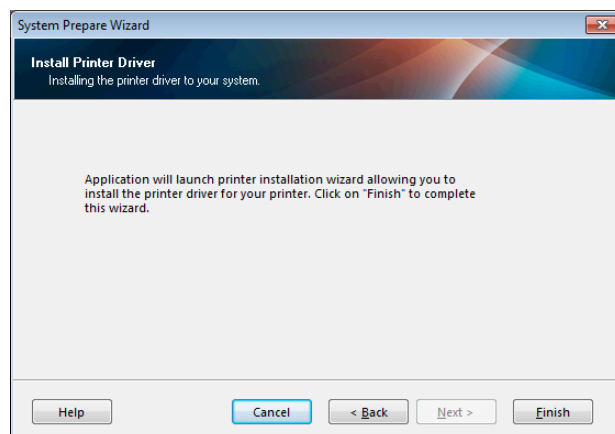 System Prepare Wizard
Install Printer Driver
Installing the printer driver to your system.
Application will launch printer installation wizard allowing you to
install the printer driver for your printer. Click on "Finish" to complete
this wizard.
Help
Cancel
< Back
Next >
Finish